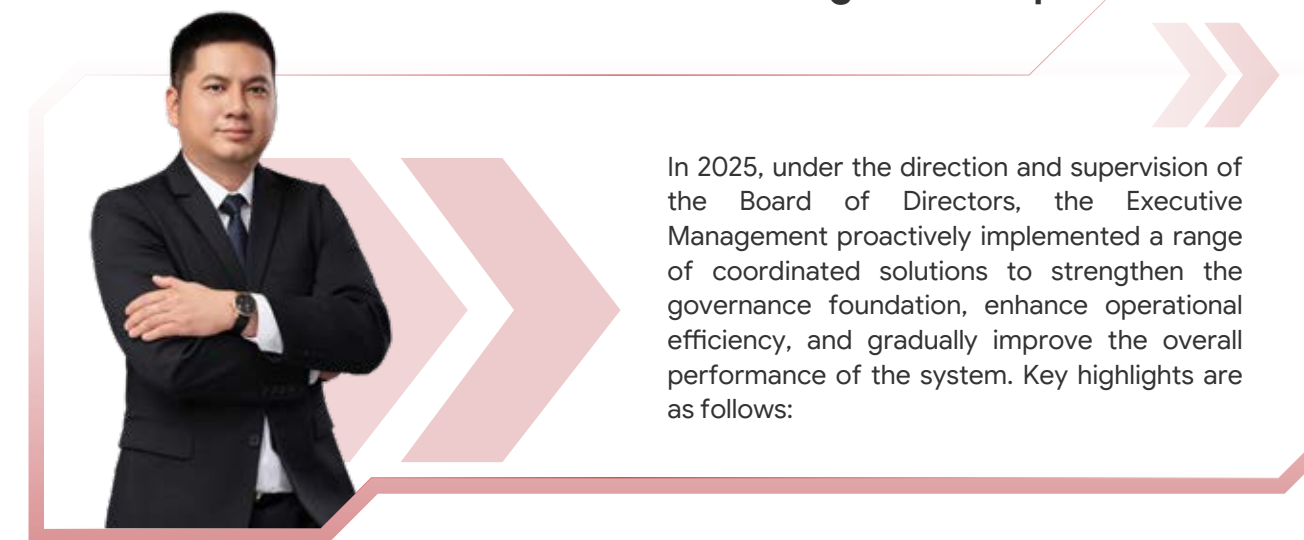 In 2025, under the direction and supervision of
the Board of Directors, the Executive
Management proactively implemented a range
of coordinated solutions to strengthen the
governance foundation, enhance operational
efficiency, and gradually improve the overall
performance of the system. Key highlights are
as follows: